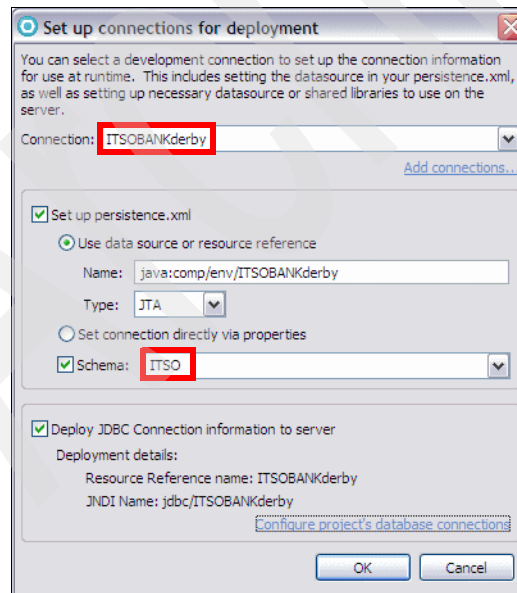 Set up connections for deployment
You can select a development connection to set up the connection information
for use at runtime. This includes setting the datasource in your persistence.xml,
as well as setting up necessary datasource or shared libraries to use on the
server.
Connection: ITSOBANKderby
Add connections...
Set up persistence.xml
Use data source or resource reference
Name: java:comp/env/ITSOBANKderby
Type: JTA
Set connection directly via properties
Schema: ITSO
Deploy JDBC Connection information to server
Deployment details:
Resource Reference name: ITSOBANKderby
JNDI Name: jdbc/ITSOBANKderby
Configure project's database connections
OK Cancel